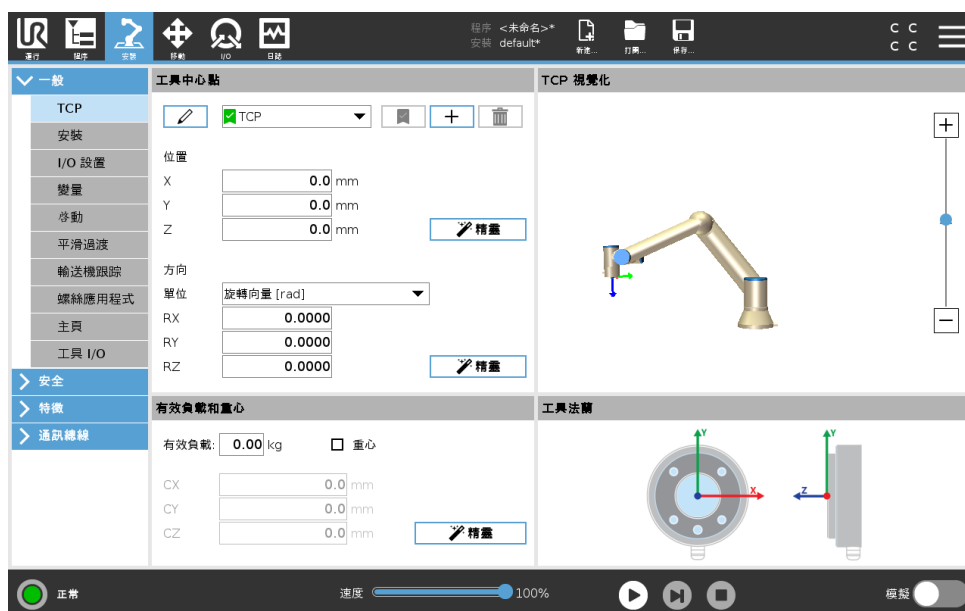 UR
運行
程序
安裝
移動
I/O
日誌
程序 <未命名>*
安裝 default*
新建...
打開...
保存...
C C
C C
一般
TCP
安裝
I/O 設置
變量
啓動
平滑過渡
輸送機跟踪
螺絲應用程式
主頁
工具 I/O
安全
特徵
通訊總線
工具中心點
TCP
位置
X 0.0 mm
Y 0.0 mm
Z 0.0 mm
精靈
方向
單位 旋轉向量 [rad]
RX 0.0000
RY 0.0000
RZ 0.0000
精靈
有效負載和重心
有效負載: 0.00 kg 重心
CX 0.0 mm
CY 0.0 mm
CZ 0.0 mm
精靈
TCP 視覺化
工具法蘭
Y
X
Y
Z
正常
速度 100%
模擬